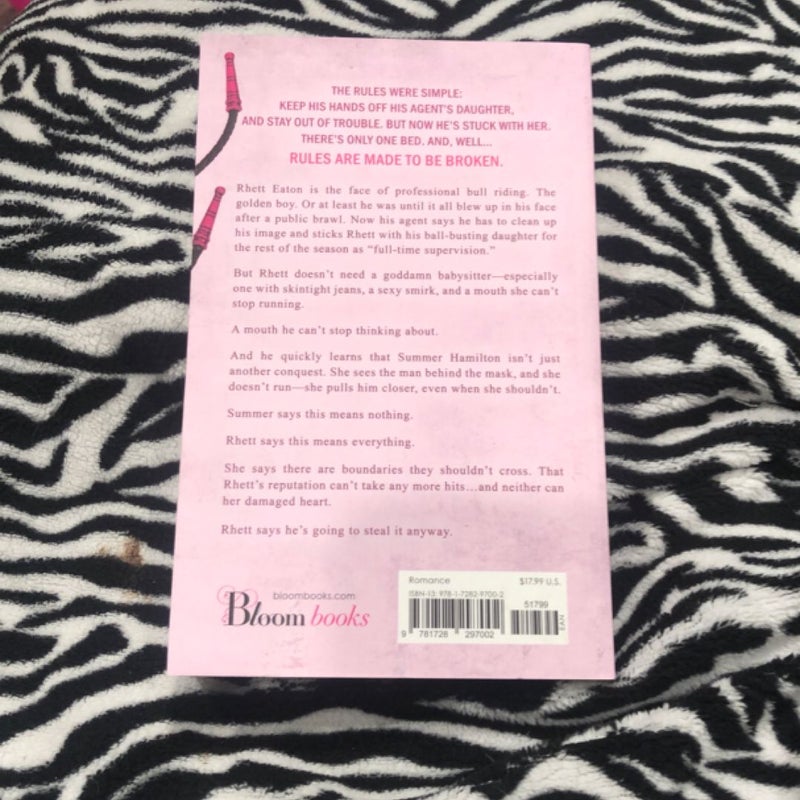 THE RULES WERE SIMPLE:
KEEP HIS HANDS OFF HIS AGENT'S DAUGHTER,
AND STAY OUT OF TROUBLE. BUT NOW HE'S STUCK WITH HER.
THERE'S ONLY ONE BED. AND, WELL...
RULES ARE MADE TO BE BROKEN.
Rhett Eaton is the face of professional bull riding. The
golden boy. Or at least he was until it all blew up in his face
after a public brawl. Now his agent says he has to clean up
his image and sticks Rhett with his ball-busting daughter for
the rest of the season as “full-time supervision.”
But Rhett doesn't need a goddamn babysitter—especially
one with skintight jeans, a sexy smirk, and a mouth she can't
stop running.
A mouth he can't stop thinking about.
And he quickly learns that Summer Hamilton isn't just
another conquest. She sees the man behind the mask, and she
doesn't run—she pulls him closer, even when she shouldn't.
Summer says this means nothing.
Rhett says this means everything.
She says there are boundaries they shouldn't cross. That
Rhett's reputation can't take any more hits...and neither can
her damaged heart.
Rhett says he's going to steal it anyway.
bloombooks.com
Bloom books
Romance $17.99 U.S.
ISBN-13: 978-1-7282-9700-2
51799
EAN
9 781728 297002